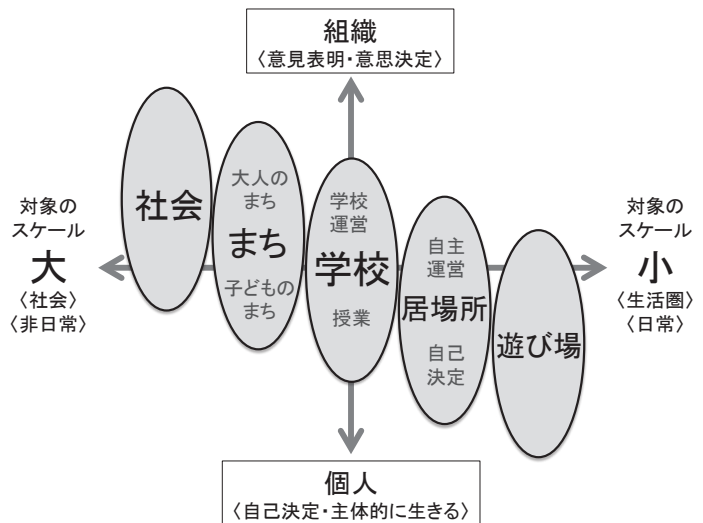 組織
〈意見表明・意思決定〉
対象の
スケール
大
〈社会〉
〈非日常〉
社会
大人の
まち
まち
子どもの
まち
学校
運営
学校
授業
自主
運営
居場所
自己
決定
遊び場
対象の
スケール
小
〈生活圏〉
〈日常〉
個人
〈自己決定・主体的に生きる〉